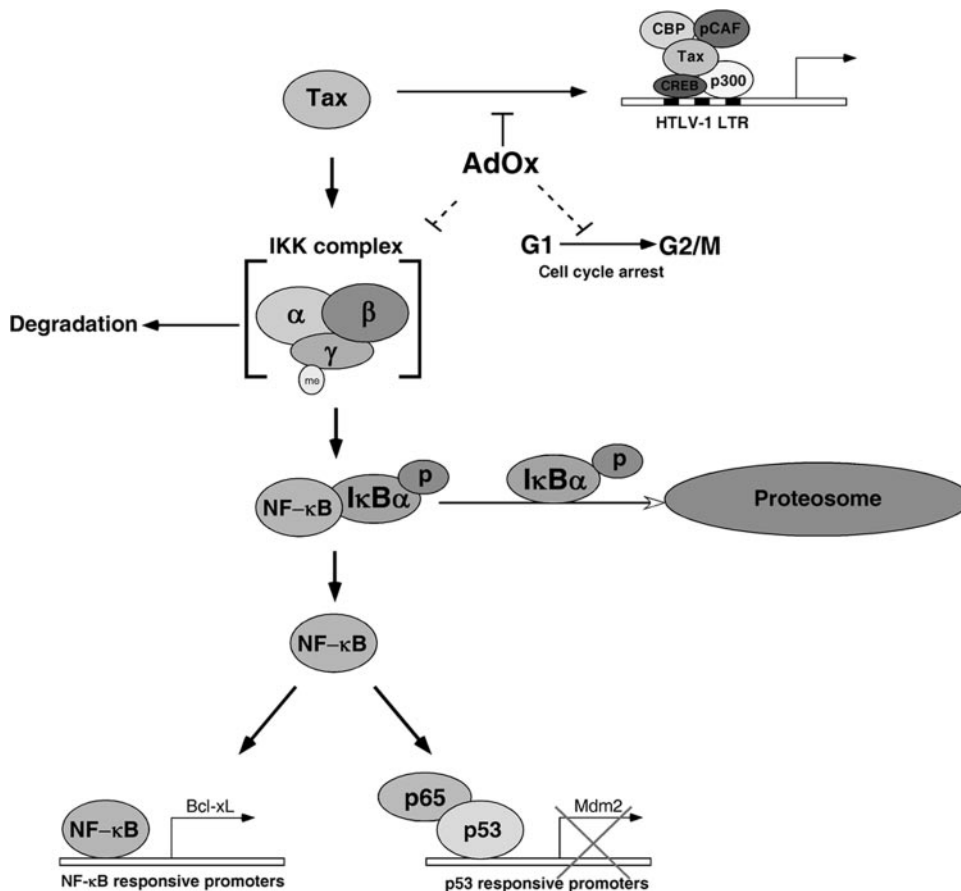 CBP
pCAF
Tax
Tax
CREB
p300
HTLV-1 LTR
AdOx
IKK complex
G1
G2/M
Cell cycle arrest
Degradation
α
β
γ
me
NF-κB
IκBα
p
IκBα
p
Proteosome
NF-κB
Bcl-xL
NF-κB
NF-κB responsive promoters
p65
p53
Mdm2
p53 responsive promoters